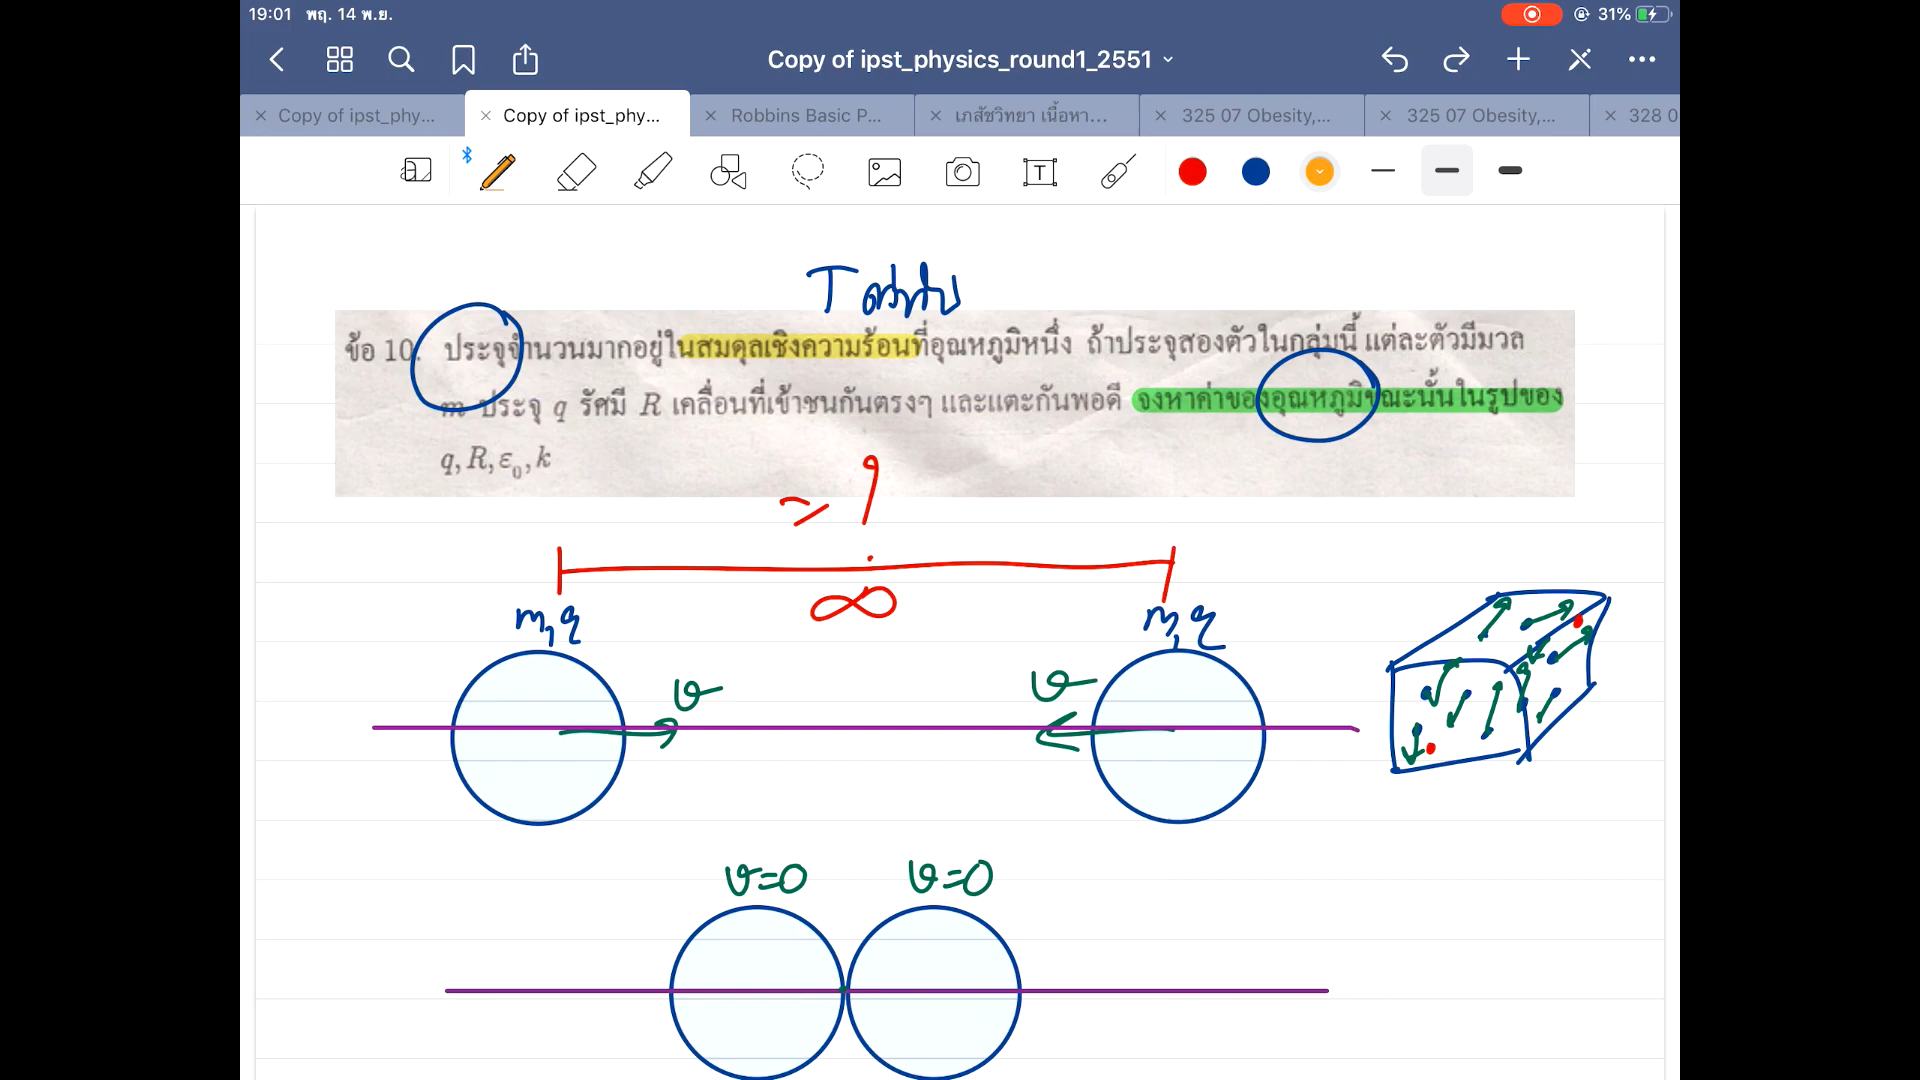 19:01 พฤ. 14 พ.ย.
31%
Copy of ipst_physics_round1_2551
Copy of ipst_phy...
Copy of ipst_phy...
Robbins Basic P...
เภสัชวิทยา เนื้อหา...
325 07 Obesity,...
325 07 Obesity,...
328 0
T
ข้อ 10. ประจุจำนวนมากอยู่ในสมดุลเชิงความร้อนที่อุณหภูมิหนึ่ง ถ้าประจุสองตัวในกลุ่มนี้ แต่ละตัวมีมวล
m ประจุ q รัศมี R เคลื่อนที่เข้าชนกันตรงๆ และแตะกันพอดี จงหาค่าของอุณหภูมิขณะนั้นในรูปของ
q, R, ε₀, k
∞
m, q
m, q
v
v
v=0
v=0